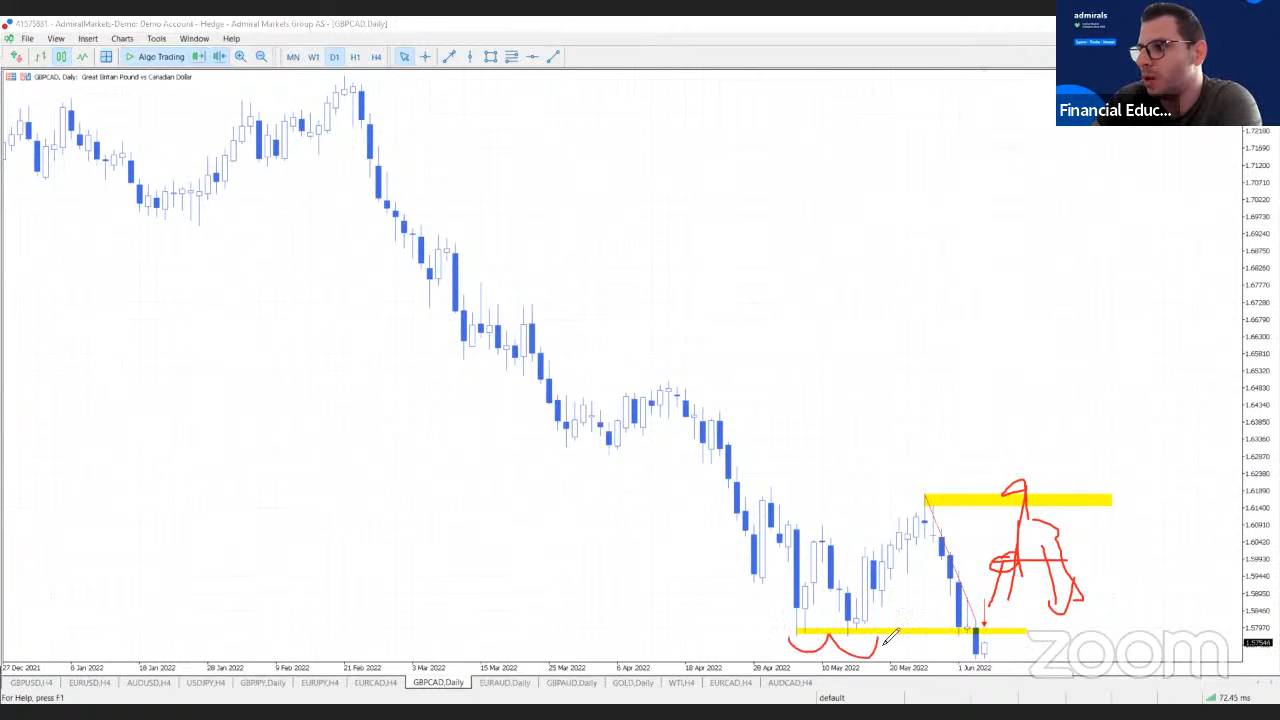 41575831 - AdmiralMarkets-Demo: Demo Account - Hedge - Admiral Markets Group AS - [GBPCAD,Daily]
File View Insert Charts Tools Window Help
Algo Trading MN W1 D1 H1 H4
GBPCAD, Daily: Great Britain Pound vs Canadian Dollar
admirals
Learn · Trade · Invest
Financial Educ...
1.72180
1.71690
1.71200
1.70710
1.70220
1.69730
1.69240
1.68750
1.68260
1.67770
1.67280
1.66790
1.66300
1.65810
1.65320
1.64830
1.64340
1.63850
1.63360
1.62970
1.62380
1.61890
1.61400
1.60910
1.60420
1.59930
1.59440
1.58950
1.58460
1.57970
1.57546
zoom
27 Dec 2021 6 Jan 2022 18 Jan 2022 28 Jan 2022 9 Feb 2022 21 Feb 2022 3 Mar 2022 15 Mar 2022 25 Mar 2022 6 Apr 2022 18 Apr 2022 28 Apr 2022 10 May 2022 20 May 2022 1 Jun 2022
GBPUSD,H4 EURUSD,H4 AUDUSD,H4 USDJPY,H4 GBPJPY,Daily EURJPY,H4 EURCAD,H4 GBPCAD,Daily EURAUD,Daily GBPAUD,Daily GOLD,Daily WTI,H4 EURCAD,H4 AUDCAD,H4
For Help, press F1 default 72.45 ms